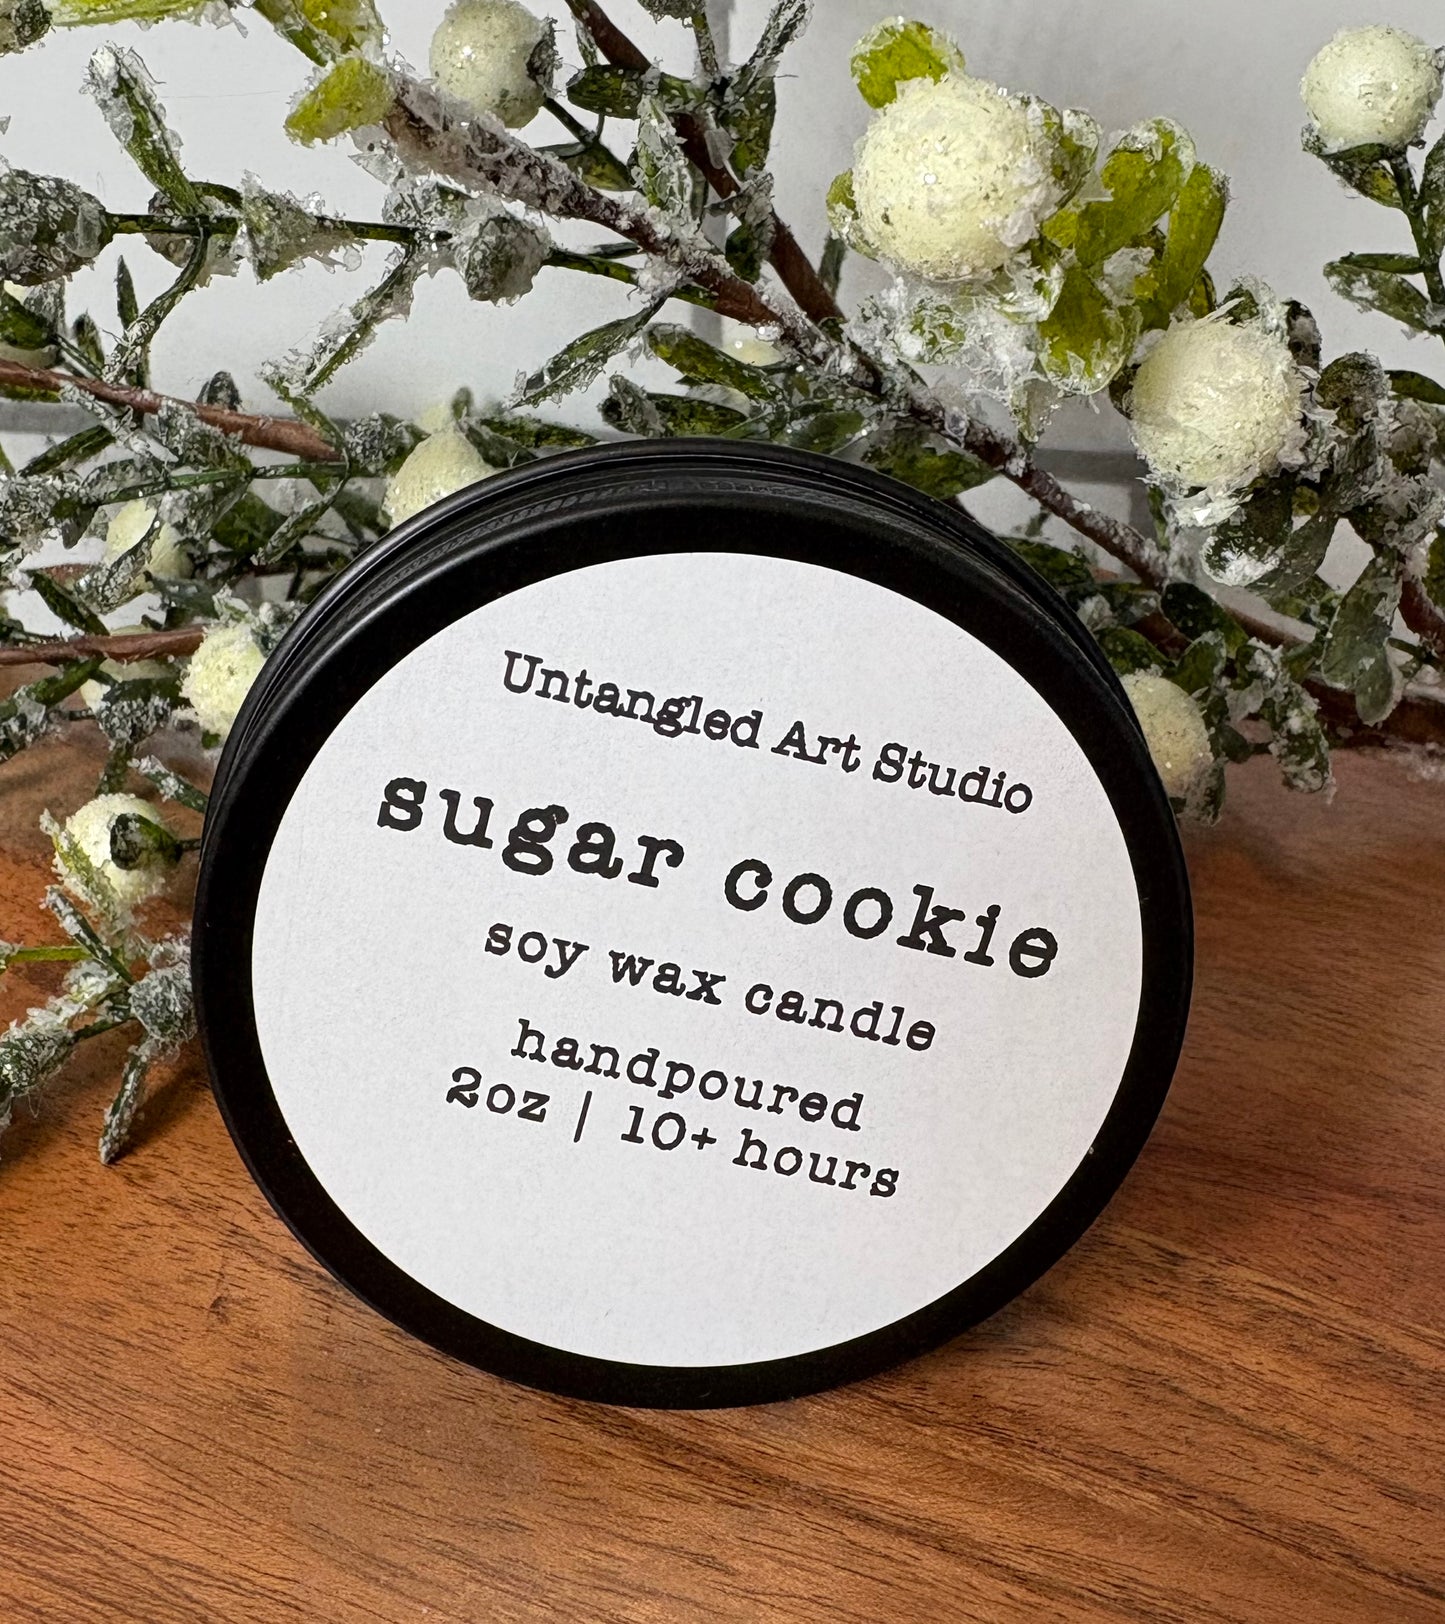 Untangled Art Studio
sugar cookie
soy wax candle
handpoured
2oz | 10+ hours